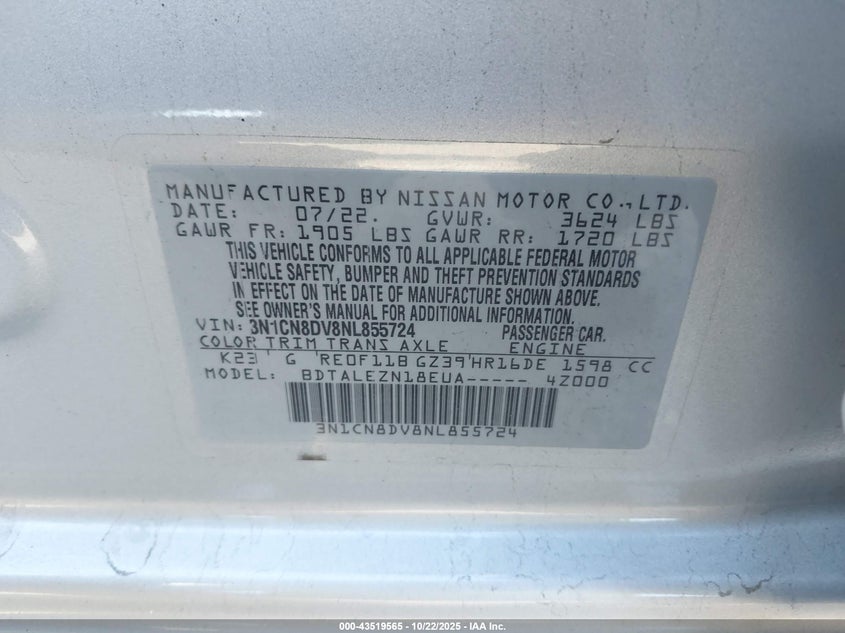 MANUFACTURED BY NISSAN MOTOR CO., LTD.
DATE: 07/22. GVWR: 3624 LBS
GAWR FR: 1905 LBS GAWR RR: 1720 LBS
THIS VEHICLE CONFORMS TO ALL APPLICABLE FEDERAL MOTOR
VEHICLE SAFETY, BUMPER AND THEFT PREVENTION STANDARDS
IN EFFECT ON THE DATE OF MANUFACTURE SHOWN ABOVE.
SEE OWNER'S MANUAL FOR ADDITIONAL INFORMATION.
VIN: 3N1CN8DV8NL855724 PASSENGER CAR.
COLOR TRIM TRANS AXLE ENGINE
K23 G RE0F11B GZ39 HR16DE 1598 CC
MODEL: BDTALEZN18EUA----- 4Z000
3N1CN8DV8NL855724
000-43519565 • 10/22/2025 • IAA Inc.